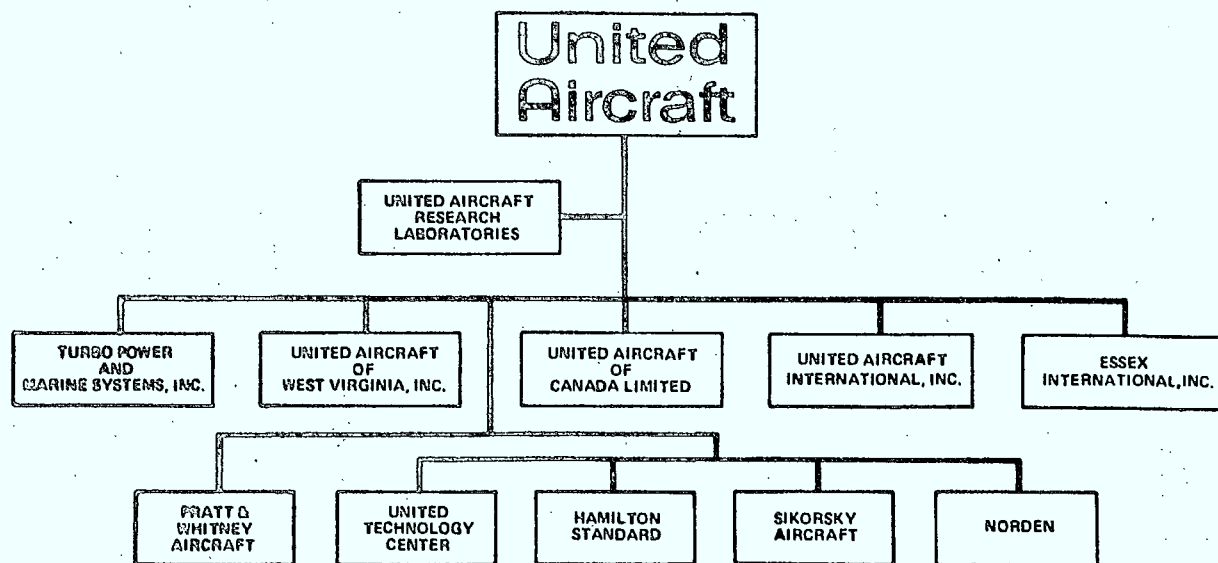 United
Aircraft
UNITED AIRCRAFT
RESEARCH
LABORATORIES
TURBO POWER
AND
MARINE SYSTEMS, INC.
UNITED AIRCRAFT
OF
WEST VIRGINIA, INC.
UNITED AIRCRAFT
OF
CANADA LIMITED
UNITED AIRCRAFT
INTERNATIONAL, INC.
ESSEX
INTERNATIONAL, INC.
PRATT &
WHITNEY
AIRCRAFT
UNITED
TECHNOLOGY
CENTER
HAMILTON
STANDARD
SIKORSKY
AIRCRAFT
NORDEN